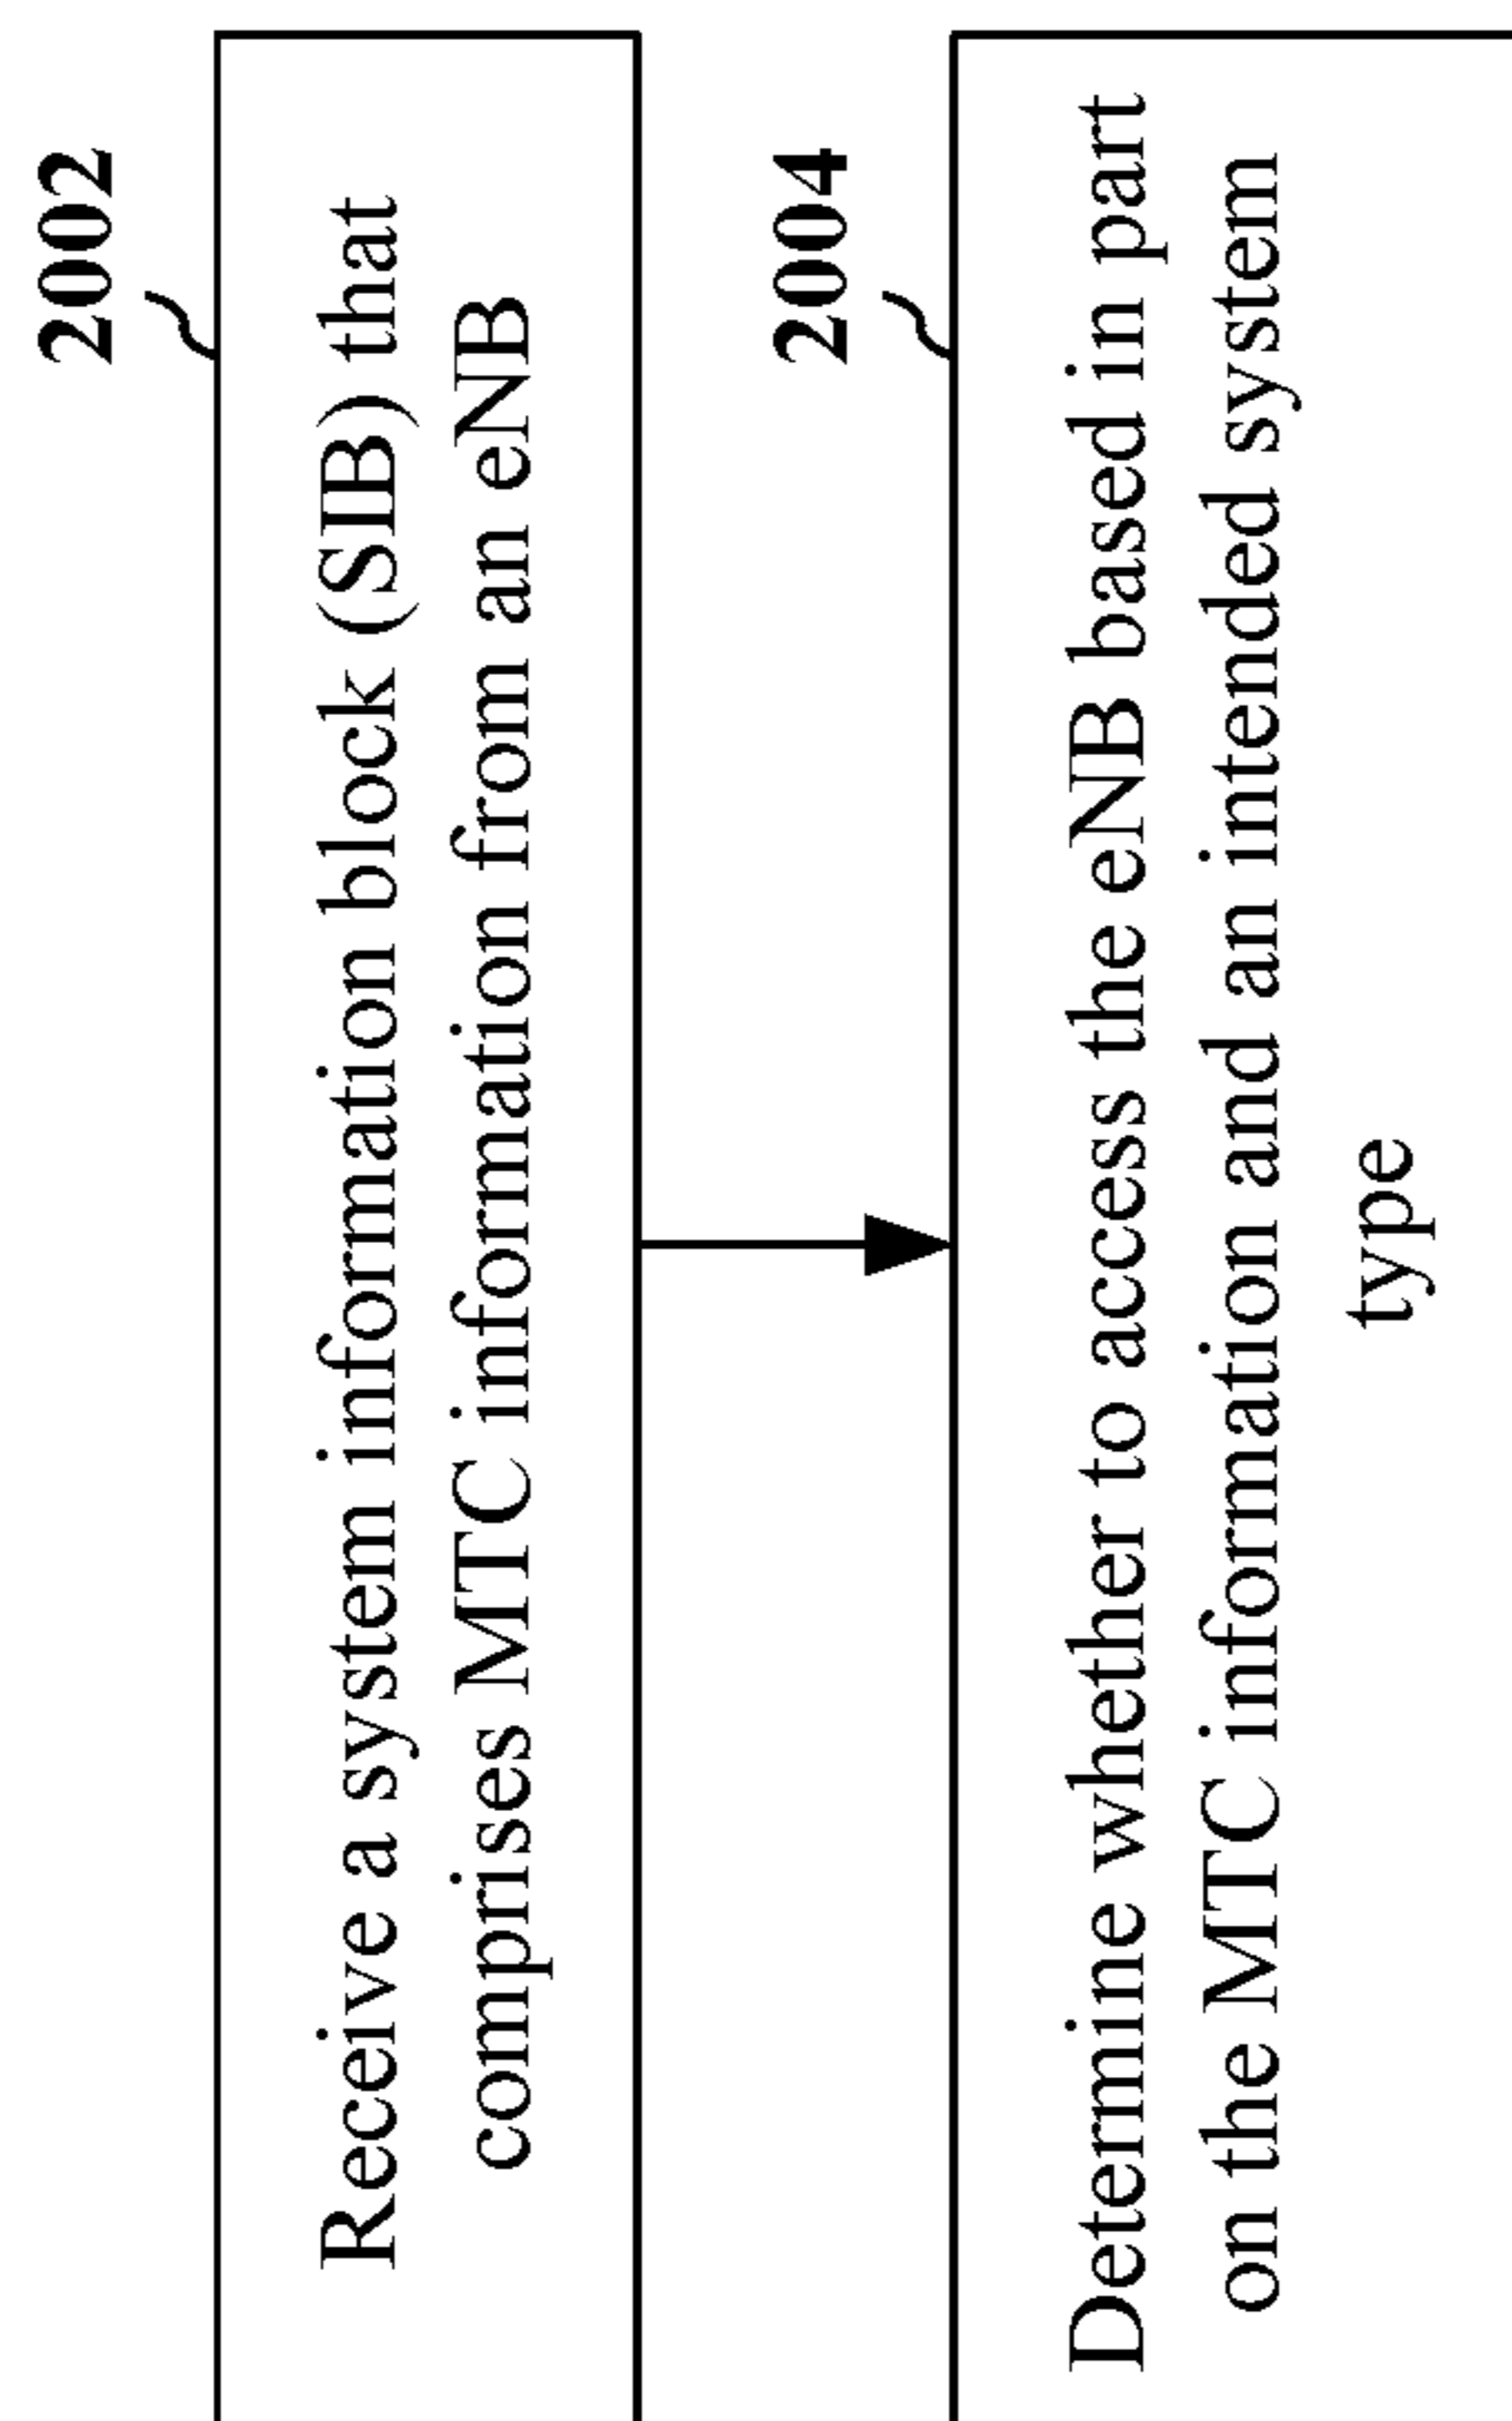 2002
Receive a system information block (SIB) that
comprises MTC information from an eNB
2004
Determine whether to access the eNB based in part
on the MTC information and an intended system
type